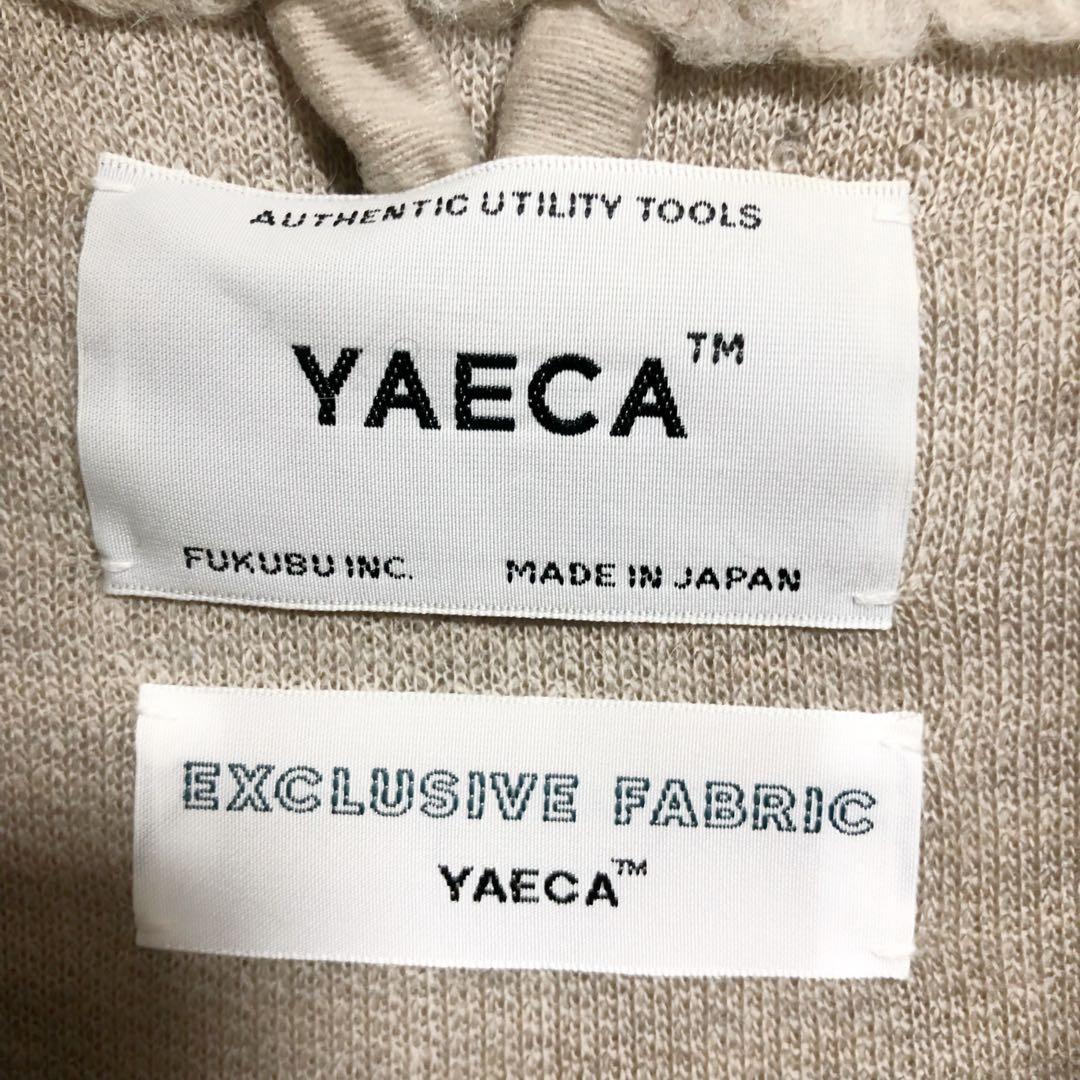 AUTHENTIC UTILITY TOOLS
YAECA™
FUKUBU INC. MADE IN JAPAN
EXCLUSIVE FABRIC
YAECA™